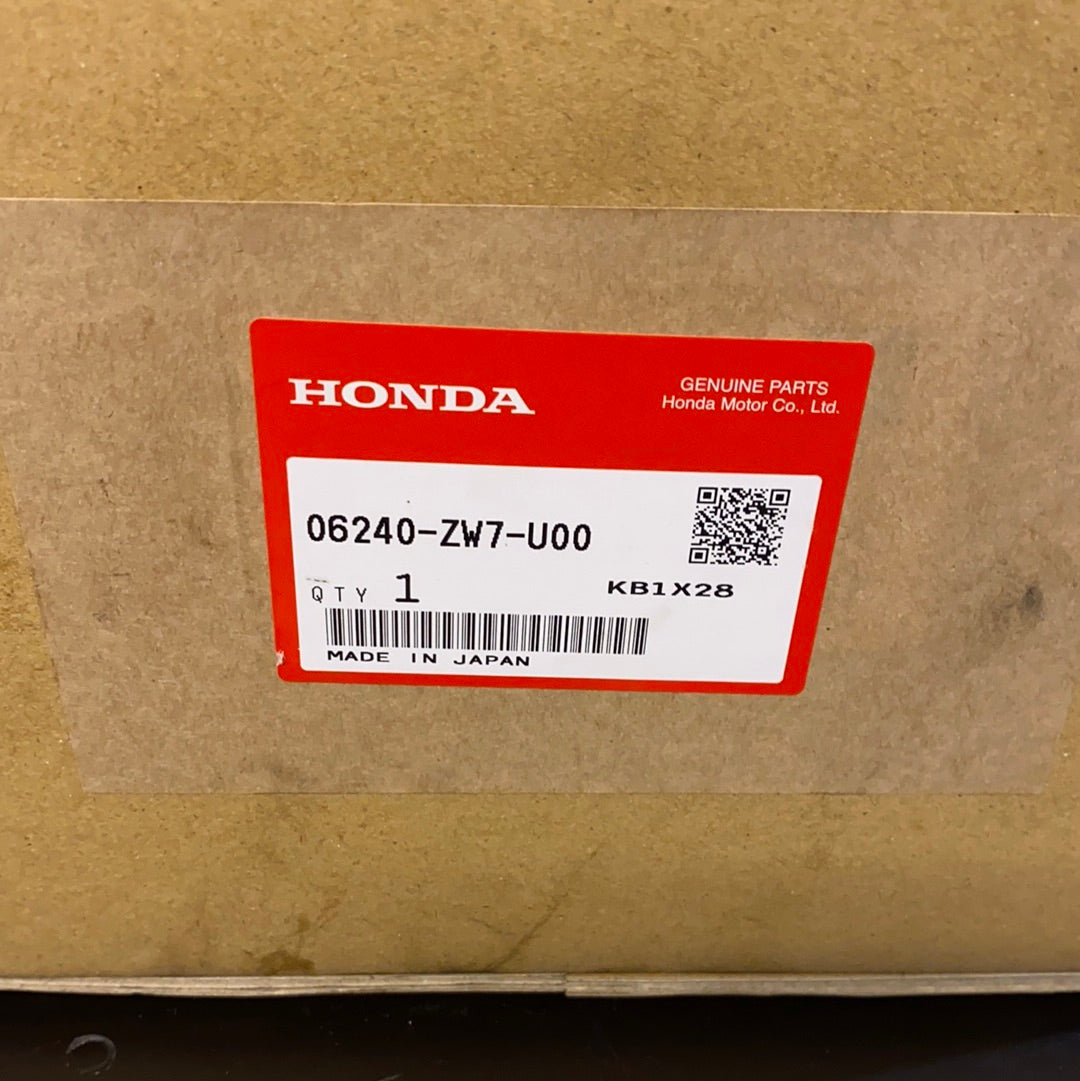 HONDA
GENUINE PARTS
Honda Motor Co., Ltd.
06240-ZW7-U00
QTY 1
KB1X28
MADE IN JAPAN